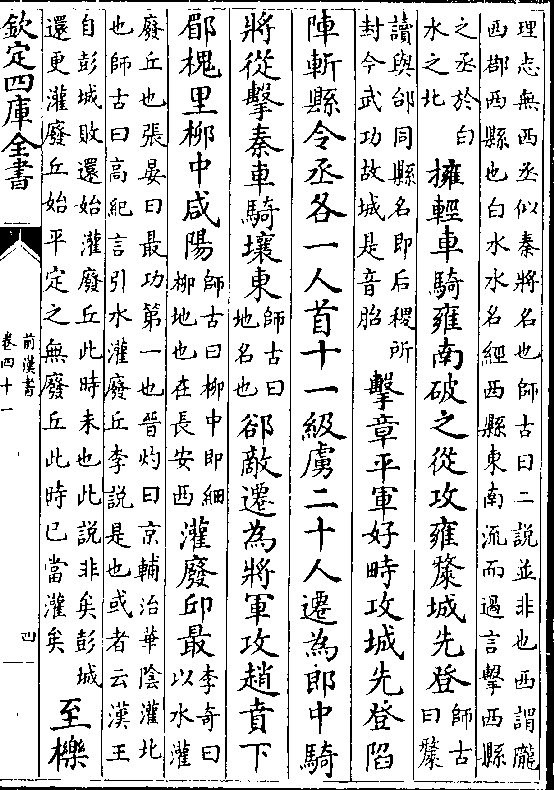 理志無西丞似秦將名也師古曰二說並非也西謂隴
西郡西縣也白水水名經西縣東南流而過言擊西縣
之丞於白
水之北
擁輕車騎雍南破之從攻雍斄城先登
師古
曰斄
讀與邰同縣名即后稷所
封今武功故城是音胎
擊章平軍好畤攻城先登陷
陣斬縣令丞各一人首十一級虜二十人遷為郎中騎
將從擊秦車騎壤東
師古曰
地名也
郤敵遷為將軍攻趙賁下
郿槐里柳中咸陽
師古曰柳中即細
柳地也在長安西
灌廢邱最
李奇曰
以水灌
廢丘也張晏曰最功第一也晉灼曰京輔治華陰灌北
也師古曰高紀言引水灌廢丘李說是也或者云漢王
自彭城敗還始灌廢丘此時未也此說非矣彭城
還更灌廢丘始平定之無廢丘此時已當灌矣
至櫟
欽定四庫全書
前漢書
卷四十一
四